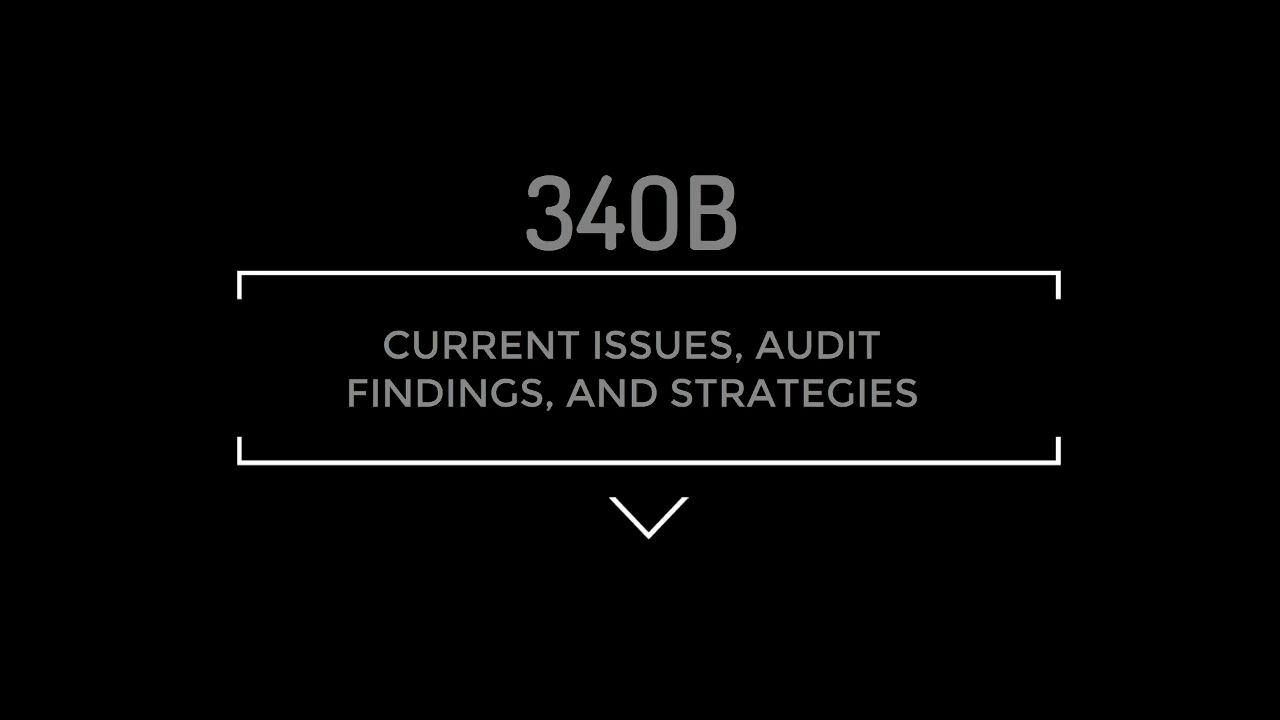 340B
CURRENT ISSUES, AUDIT
FINDINGS, AND STRATEGIES